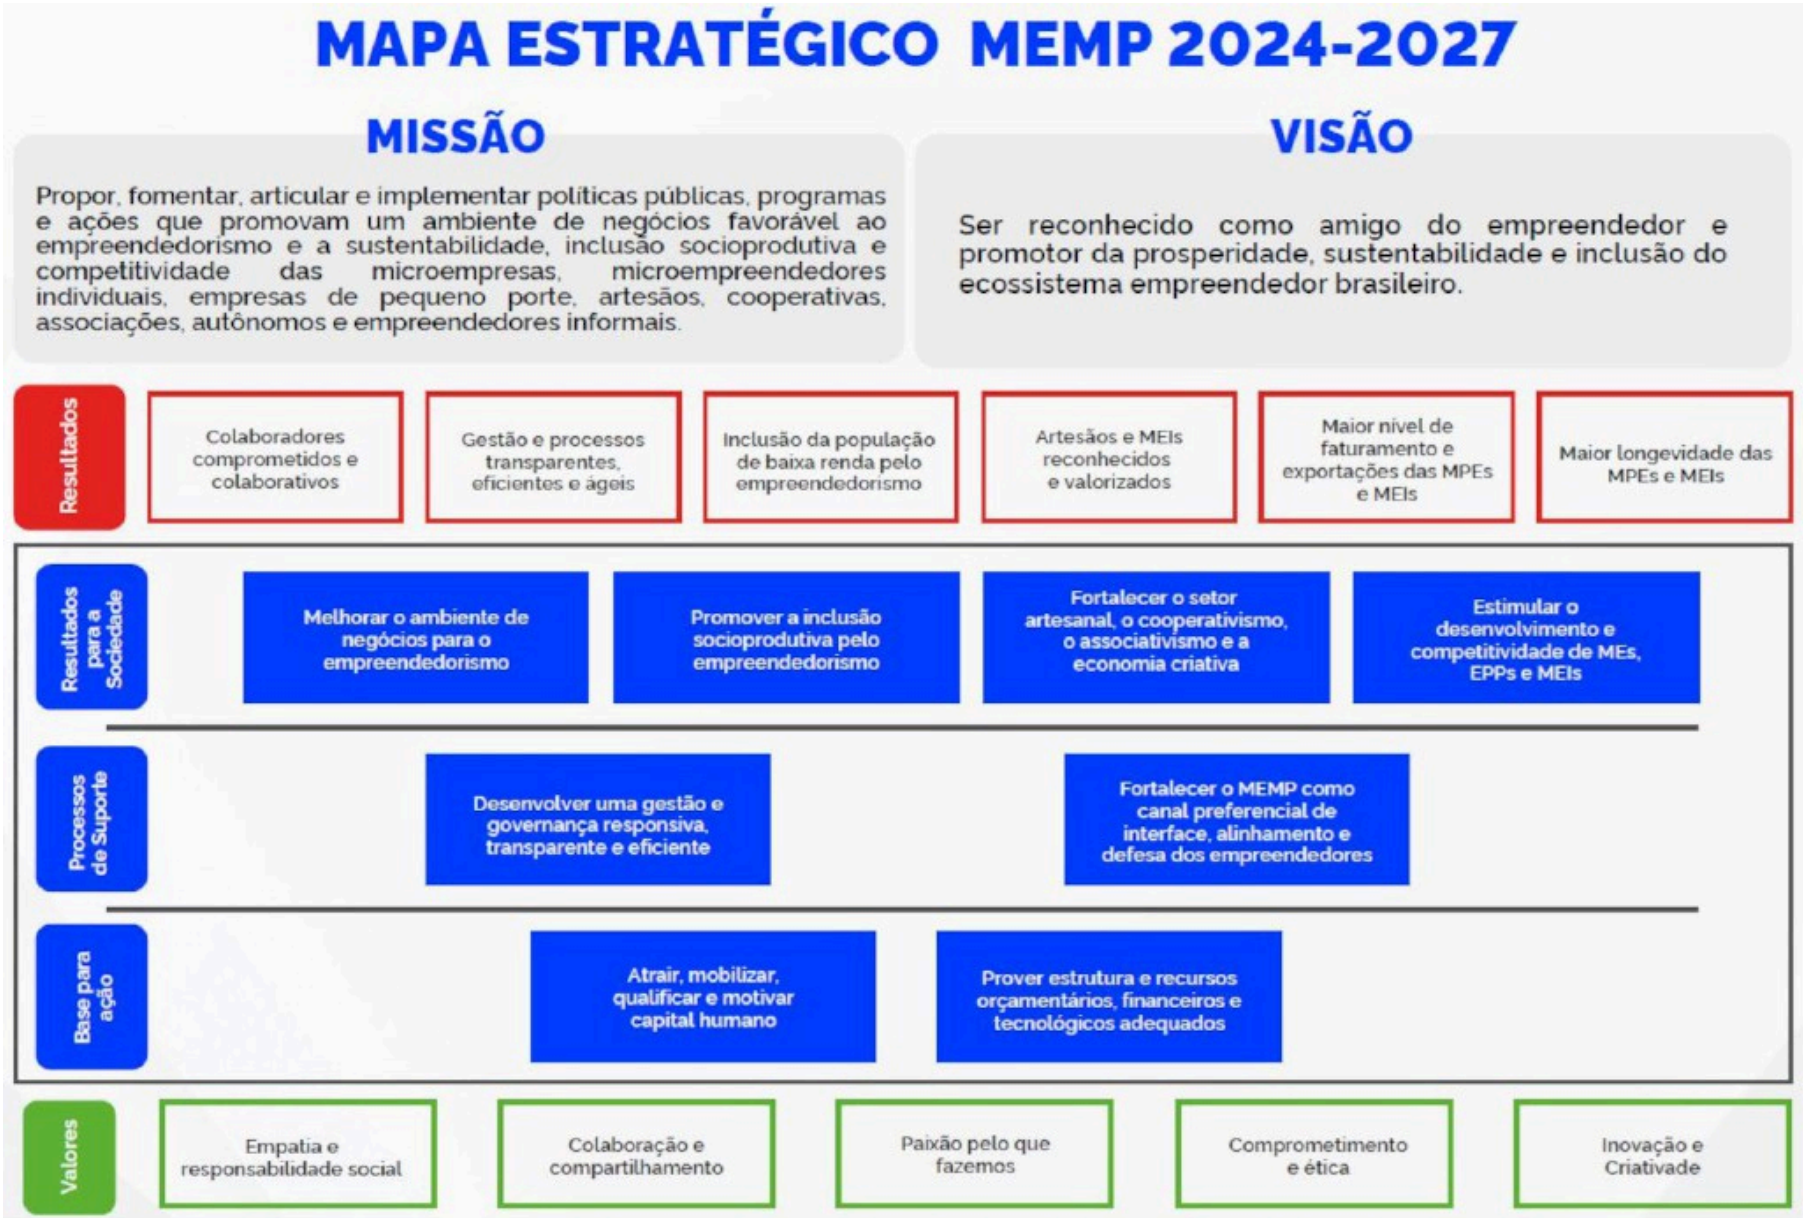 MAPA ESTRATÉGICO MEMP 2024-2027
MISSÃO
Propor, fomentar, articular e implementar políticas públicas, programas
e ações que promovam um ambiente de negócios favorável ao
empreendedorismo e a sustentabilidade, inclusão socioprodutiva e
competitividade das microempresas, microempreendedores
individuais, empresas de pequeno porte, artesãos, cooperativas,
associações, autônomos e empreendedores informais.
VISÃO
Ser reconhecido como amigo do empreendedor e
promotor da prosperidade, sustentabilidade e inclusão do
ecossistema empreendedor brasileiro.
Resultados
Colaboradores
comprometidos e
colaborativos
Gestão e processos
transparentes,
eficientes e ágeis
Inclusão da população
de baixa renda pelo
empreendedorismo
Artesãos e MEIs
reconhecidos
e valorizados
Maior nível de
faturamento e
exportações das MPEs
e MEIs
Maior longevidade das
MPEs e MEIs
Resultados
para a
Sociedade
Melhorar o ambiente de
negócios para o
empreendedorismo
Promover a inclusão
socioprodutiva pelo
empreendedorismo
Fortalecer o setor
artesanal, o cooperativismo,
o associativismo e a
economia criativa
Estimular o
desenvolvimento e
competitividade de MEs,
EPPs e MEIs
Processos
de Suporte
Desenvolver uma gestão e
governança responsiva,
transparente e eficiente
Fortalecer o MEMP como
canal preferencial de
interface, alinhamento e
defesa dos empreendedores
Base para
ação
Atrair, mobilizar,
qualificar e motivar
capital humano
Prover estrutura e recursos
orçamentários, financeiros e
tecnológicos adequados
Valores
Empatia e
responsabilidade social
Colaboração e
compartilhamento
Paixão pelo que
fazemos
Comprometimento
e ética
Inovação e
Criativade